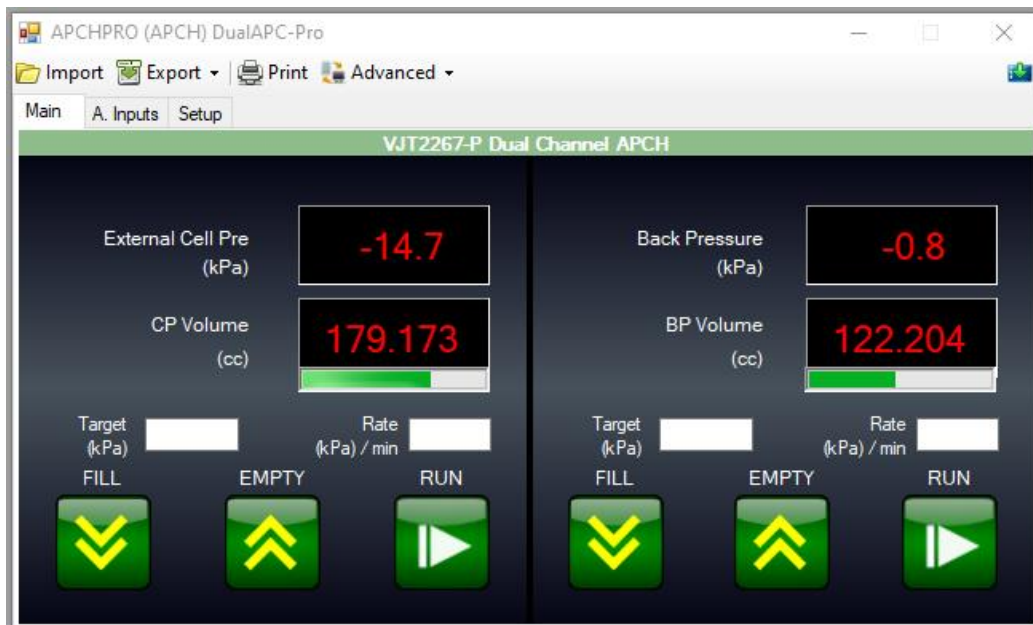 APCHPRO (APCH) DualAPC-Pro
Import Export Print Advanced
Main A. Inputs Setup
VJT2267-P Dual Channel APCH
External Cell Pre
(kPa)
-14.7
CP Volume
(cc)
179.173
Target
(kPa)
Rate
(kPa) / min
FILL EMPTY RUN
Back Pressure
(kPa)
-0.8
BP Volume
(cc)
122.204
Target
(kPa)
Rate
(kPa) / min
FILL EMPTY RUN